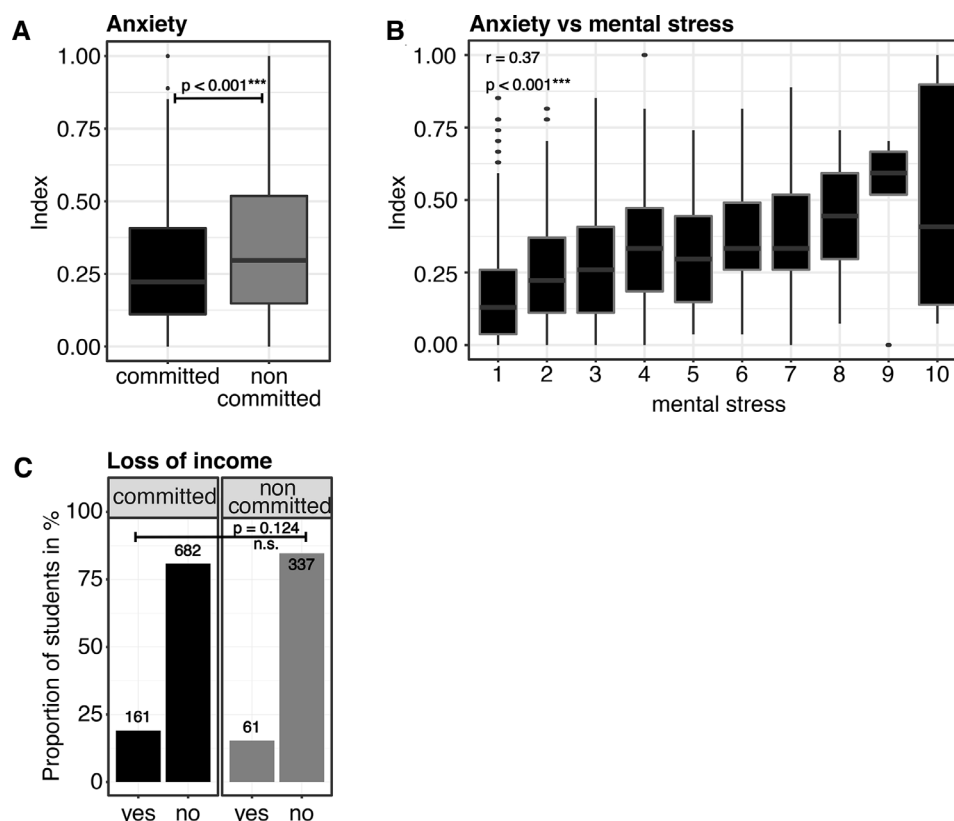 A
Anxiety
Index
1.00
0.75
0.50
0.25
0.00
p < 0.001***
committed
non
committed
B
Anxiety vs mental stress
r = 0.37
p < 0.001***
Index
1.00
0.75
0.50
0.25
0.00
1 2 3 4 5 6 7 8 9 10
mental stress
C
Loss of income
committed
non
committed
Proportion of students in %
100
75
50
25
0
p = 0.124
n.s.
682
337
161
61
yes no yes no